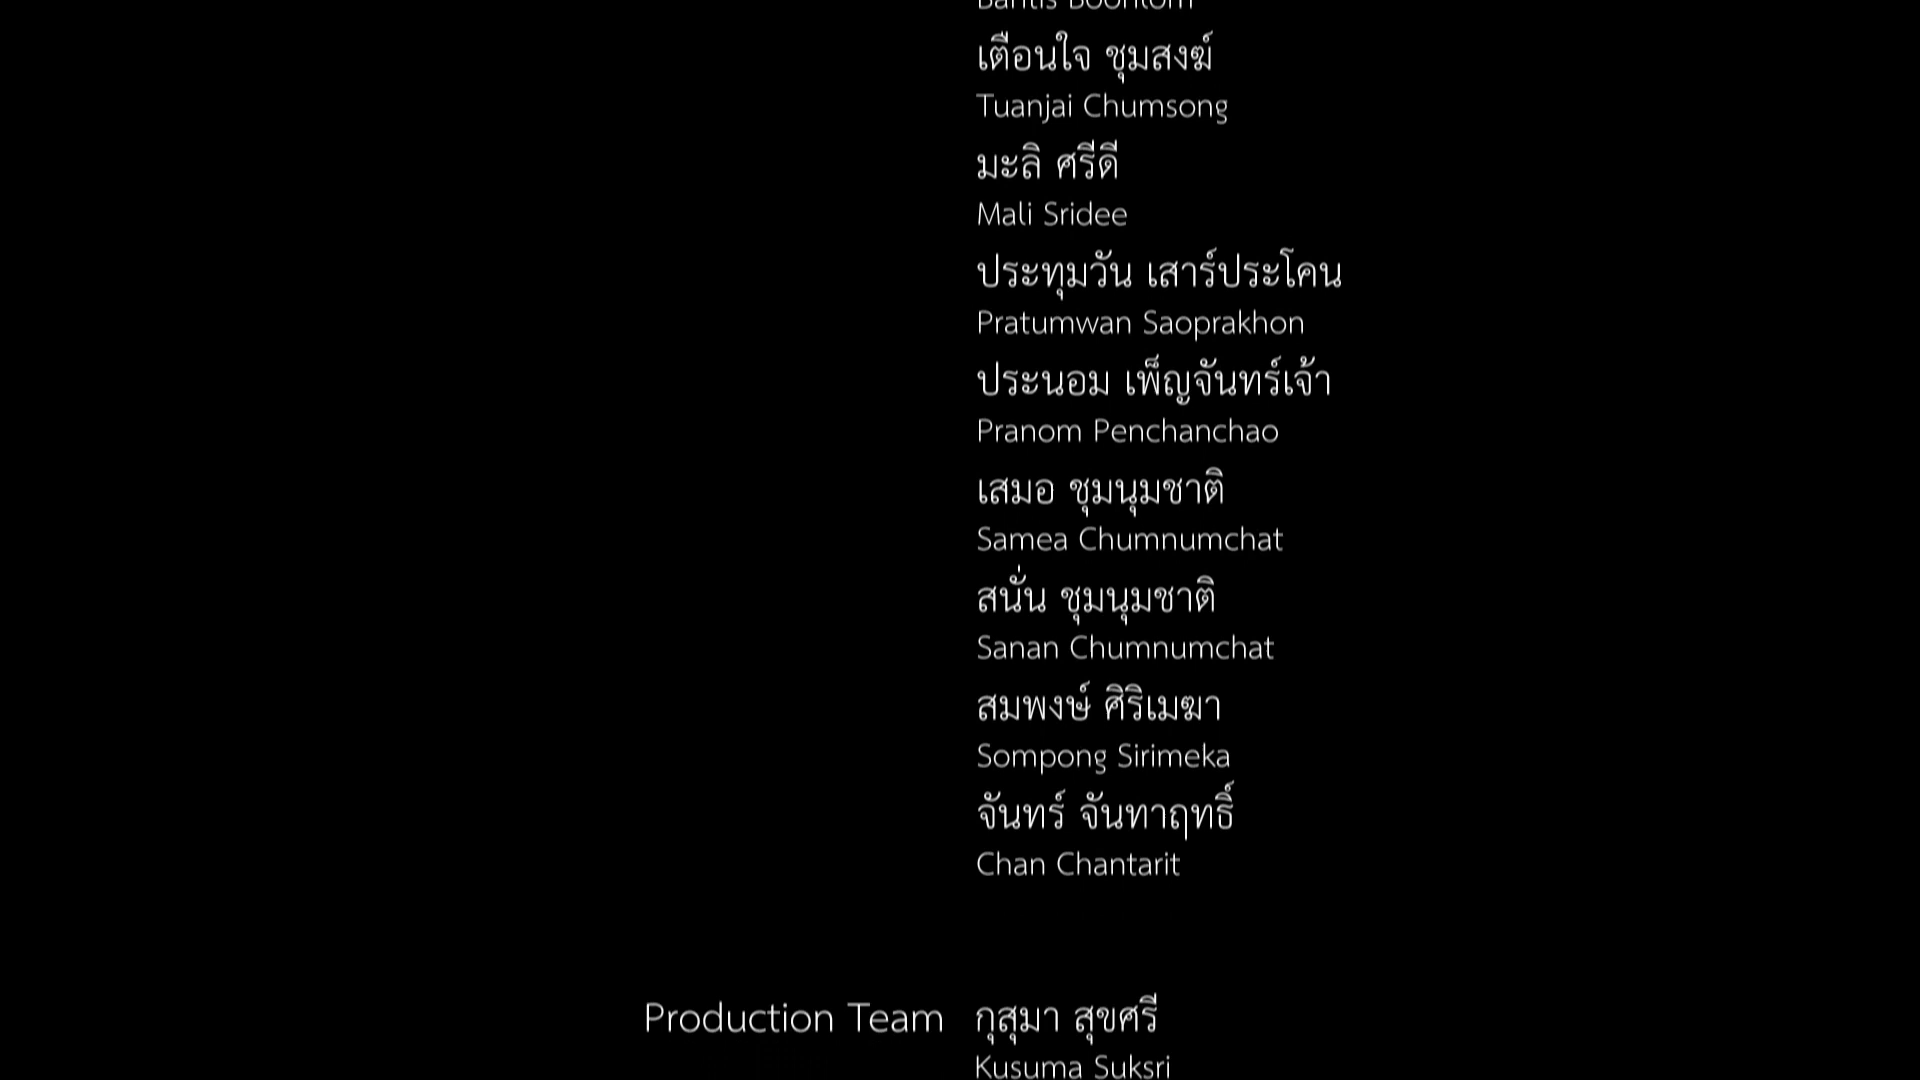 Bantis Boonlom
เตือนใจ ชุมสงฆ์
Tuanjai Chumsong
มะลิ ศรีดี
Mali Sridee
ประทุมวัน เสาร์ประโคน
Pratumwan Saoprakhon
ประนอม เพ็ญจันทร์เจ้า
Pranom Penchanchao
เสมอ ชุมนุมชาติ
Samea Chumnumchat
สนั่น ชุมนุมชาติ
Sanan Chumnumchat
สมพงษ์ ศิริเมฆา
Sompong Sirimeka
จันทร์ จันทาฤทธิ์
Chan Chantarit
Production Team กุสุมา สุขศรี
Kusuma Suksri